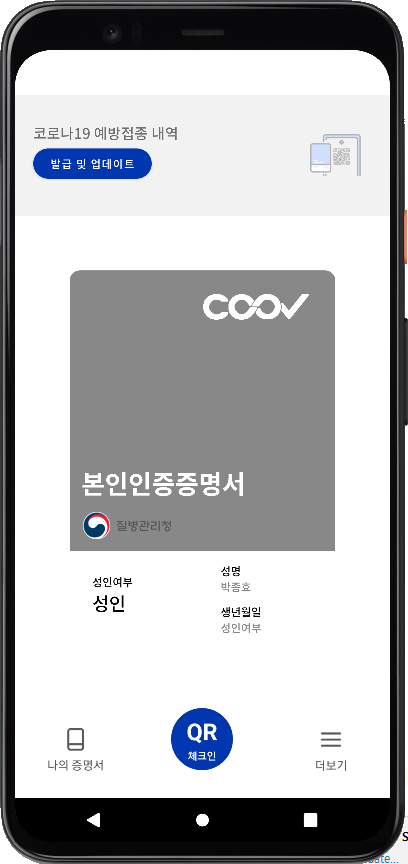 코로나19 예방접종 내역
발급 및 업데이트
COOV
본인인증증명서
질병관리청
성인여부
성인
성명
박종효
생년월일
성인여부
QR
체크인
나의 증명서
더보기